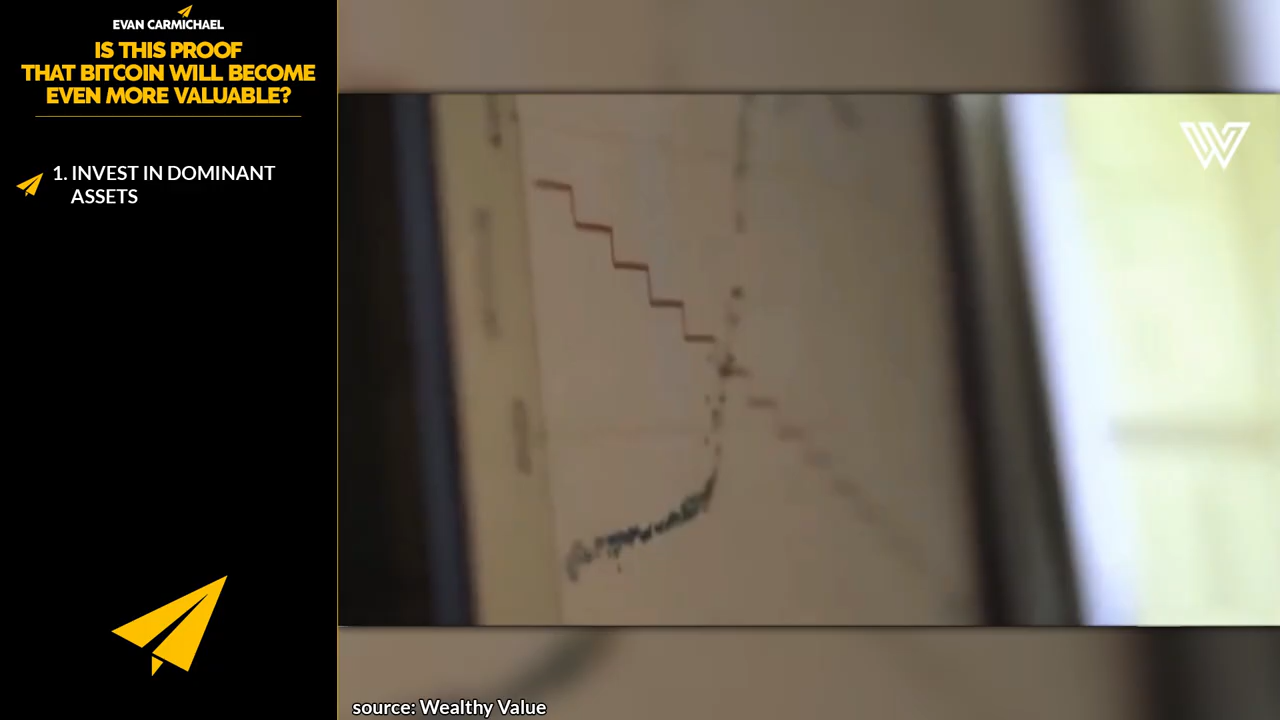 EVAN CARMICHAEL
IS THIS PROOF
THAT BITCOIN WILL BECOME
EVEN MORE VALUABLE?
1. INVEST IN DOMINANT
ASSETS
source: Wealthy Value